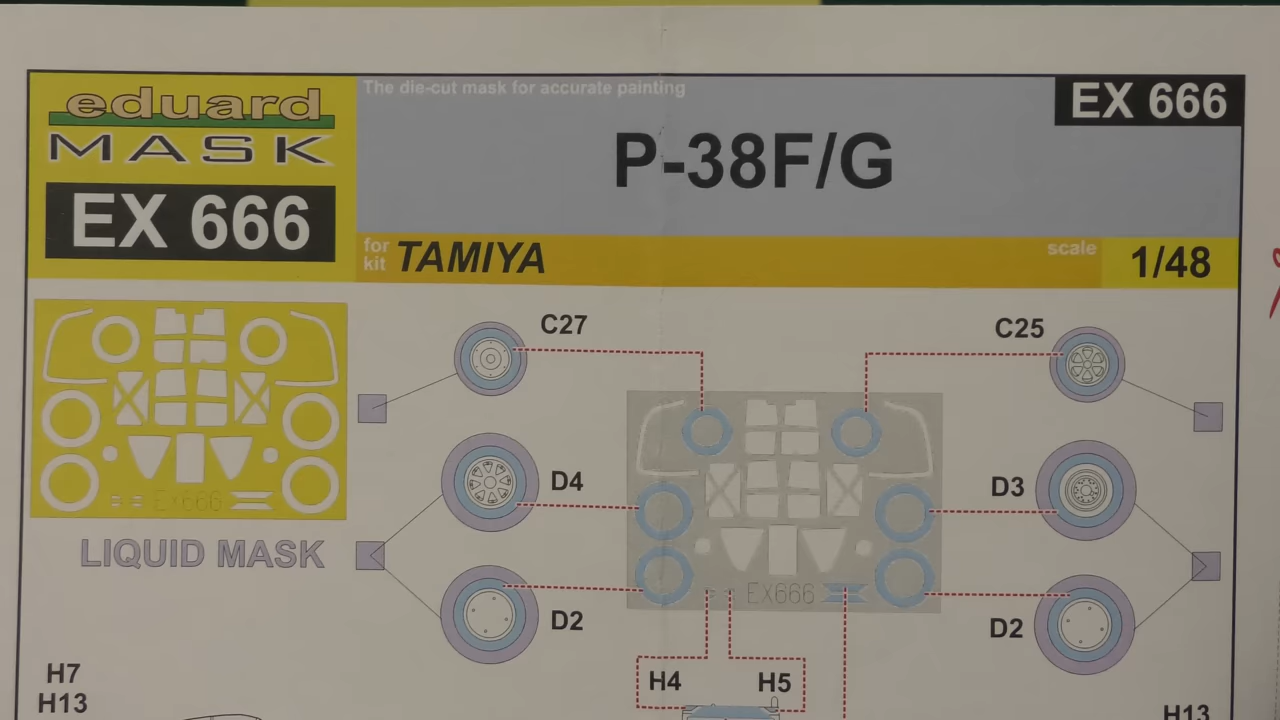 eduard
MASK
EX 666
The die-cut mask for accurate painting
EX 666
P-38F/G
for
kit
TAMIYA
scale
1/48
C27
C25
D4
D3
EX666
EX666
LIQUID MASK
D2
D2
H7
H13
H4
H5
H13